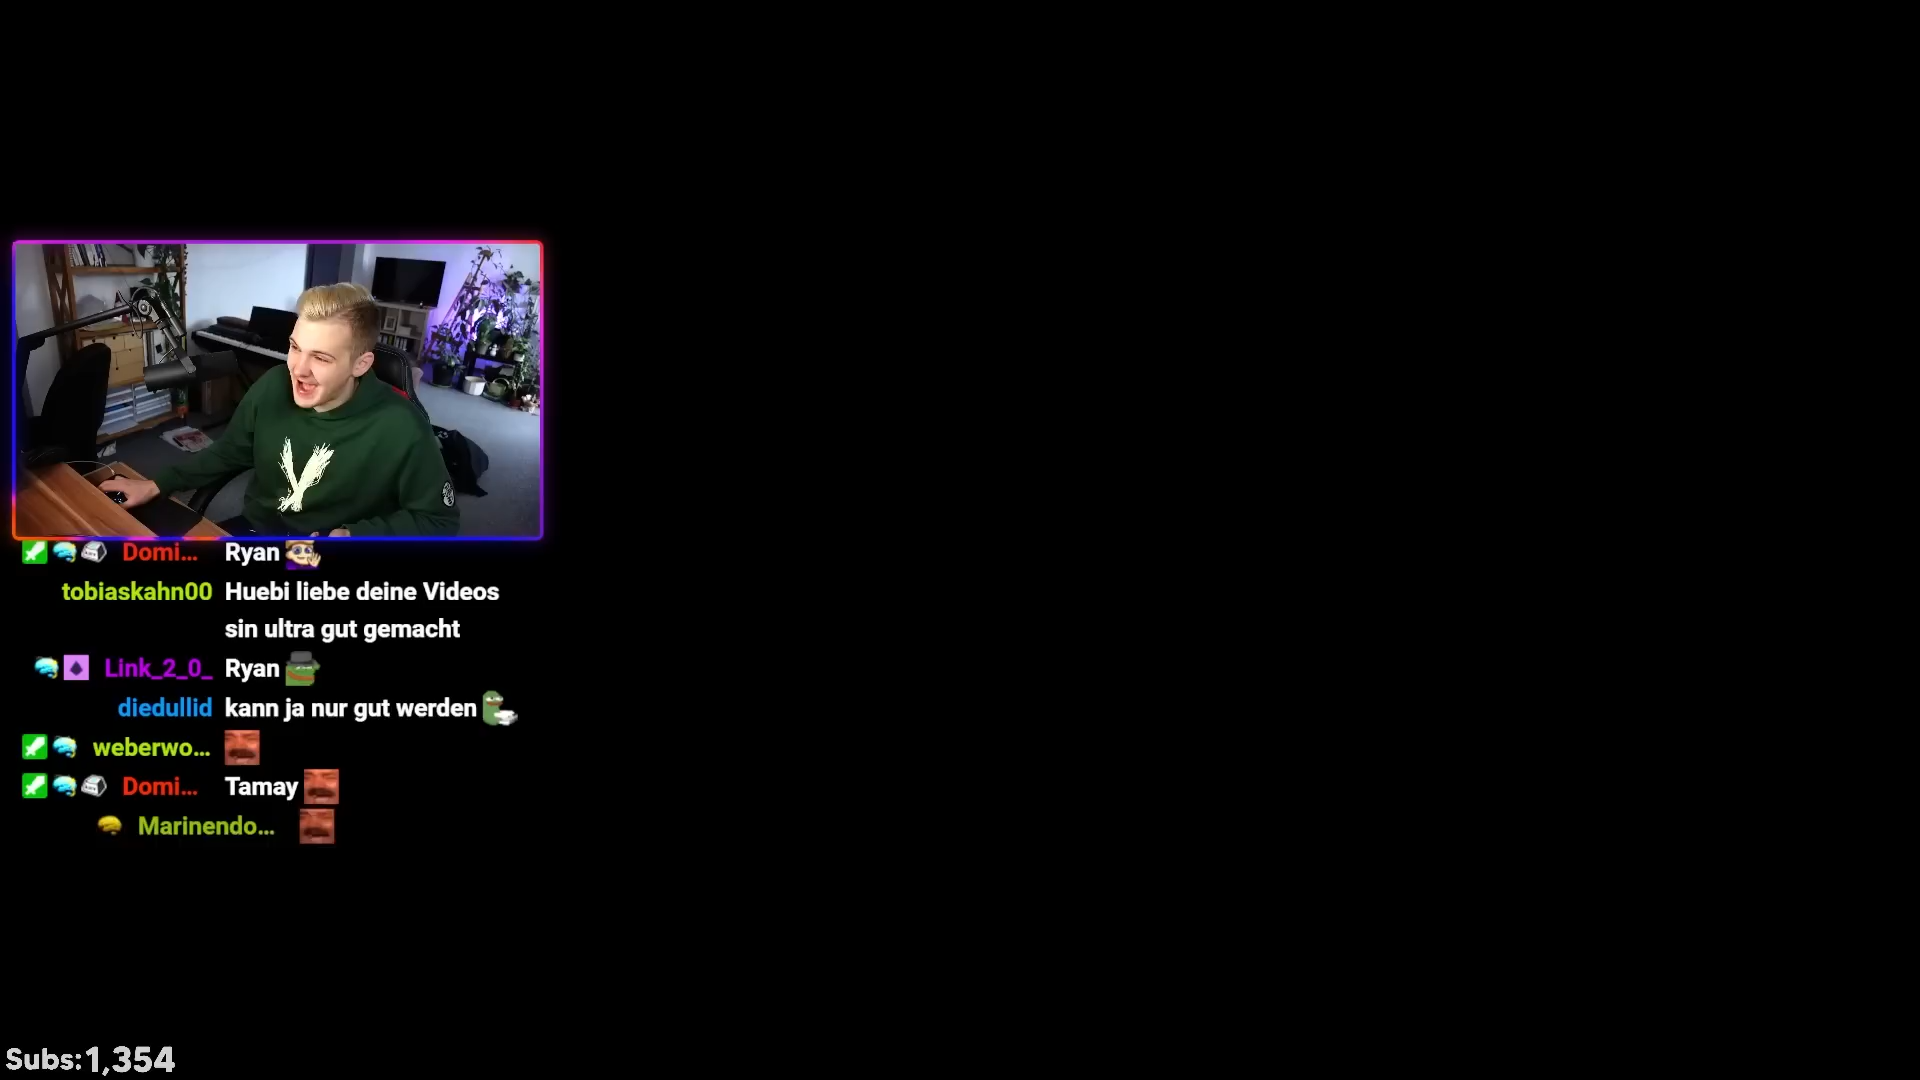 Domi... Ryan
tobiaskahn00 Huebi liebe deine Videos
sin ultra gut gemacht
Link_2_0_ Ryan
diedullid kann ja nur gut werden
weberwo...
Domi... Tamay
Marinendo...
Subs:1,354